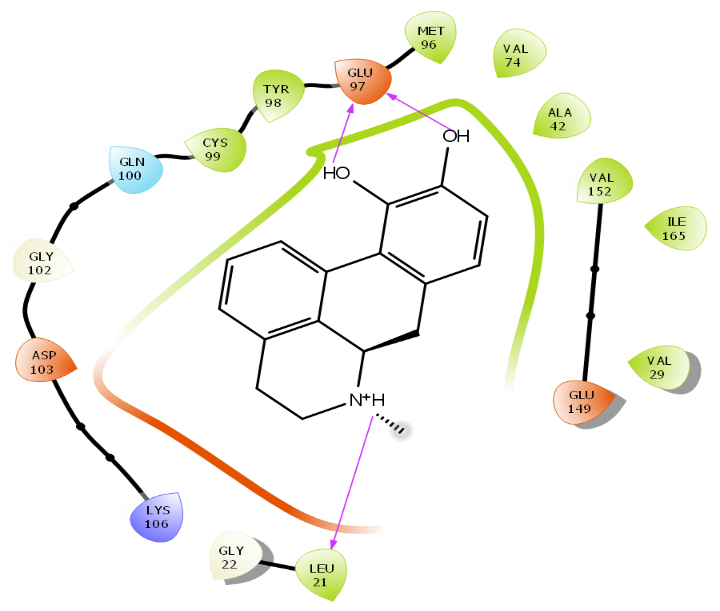 MET
96
GLU
97
VAL
74
TYR
98
ALA
42
OH
CYS
99
GLN
100
HO
VAL
152
ILE
165
GLY
102
ASP
103
VAL
29
GLU
149
N+H
LYS
106
GLY
22
LEU
21